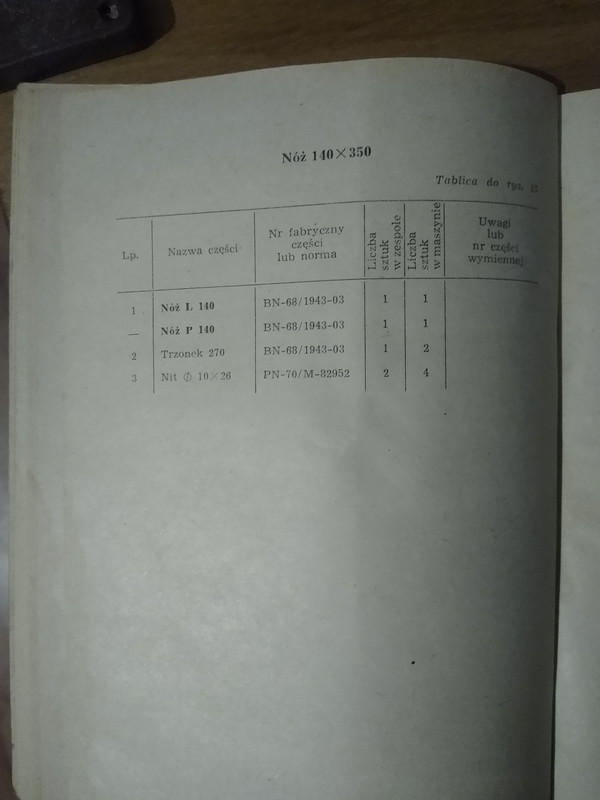 Nóż 140×350
Tablica do rys. 15
Lp. Nazwa części Nr fabryczny części lub norma Liczba sztuk w zespole Liczba sztuk w maszynie Uwagi lub nr części wymiennej
1 Nóż L 140 BN-68/1943-03 1 1
— Nóż P 140 BN-68/1943-03 1 1
2 Trzonek 270 BN-68/1943-03 1 2
3 Nit ∅ 10×26 PN-70/M-82952 2 4